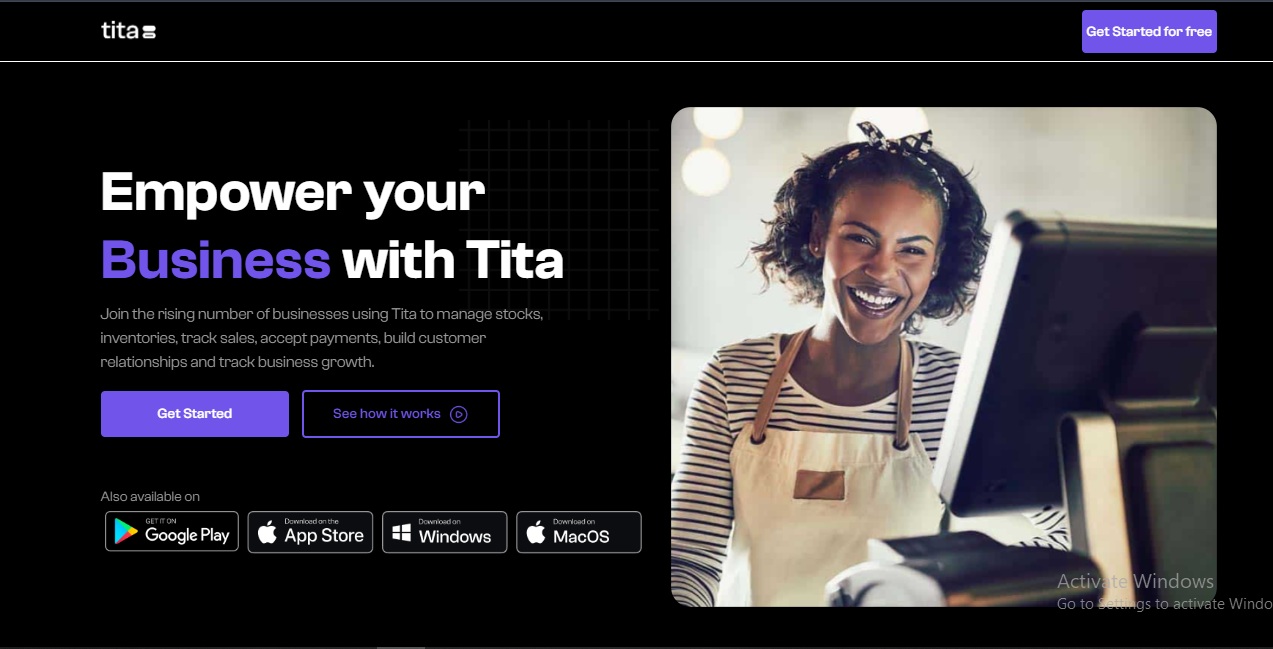 tita
Get Started for free
Empower your
Business with Tita
Join the rising number of businesses using Tita to manage stocks,
inventories, track sales, accept payments, build customer
relationships and track business growth.
Get Started
See how it works
Also available on
GET IT ON
Google Play
Download on the
App Store
Download on
Windows
Download on
MacOS
Activate Windows
Go to Settings to activate Windo